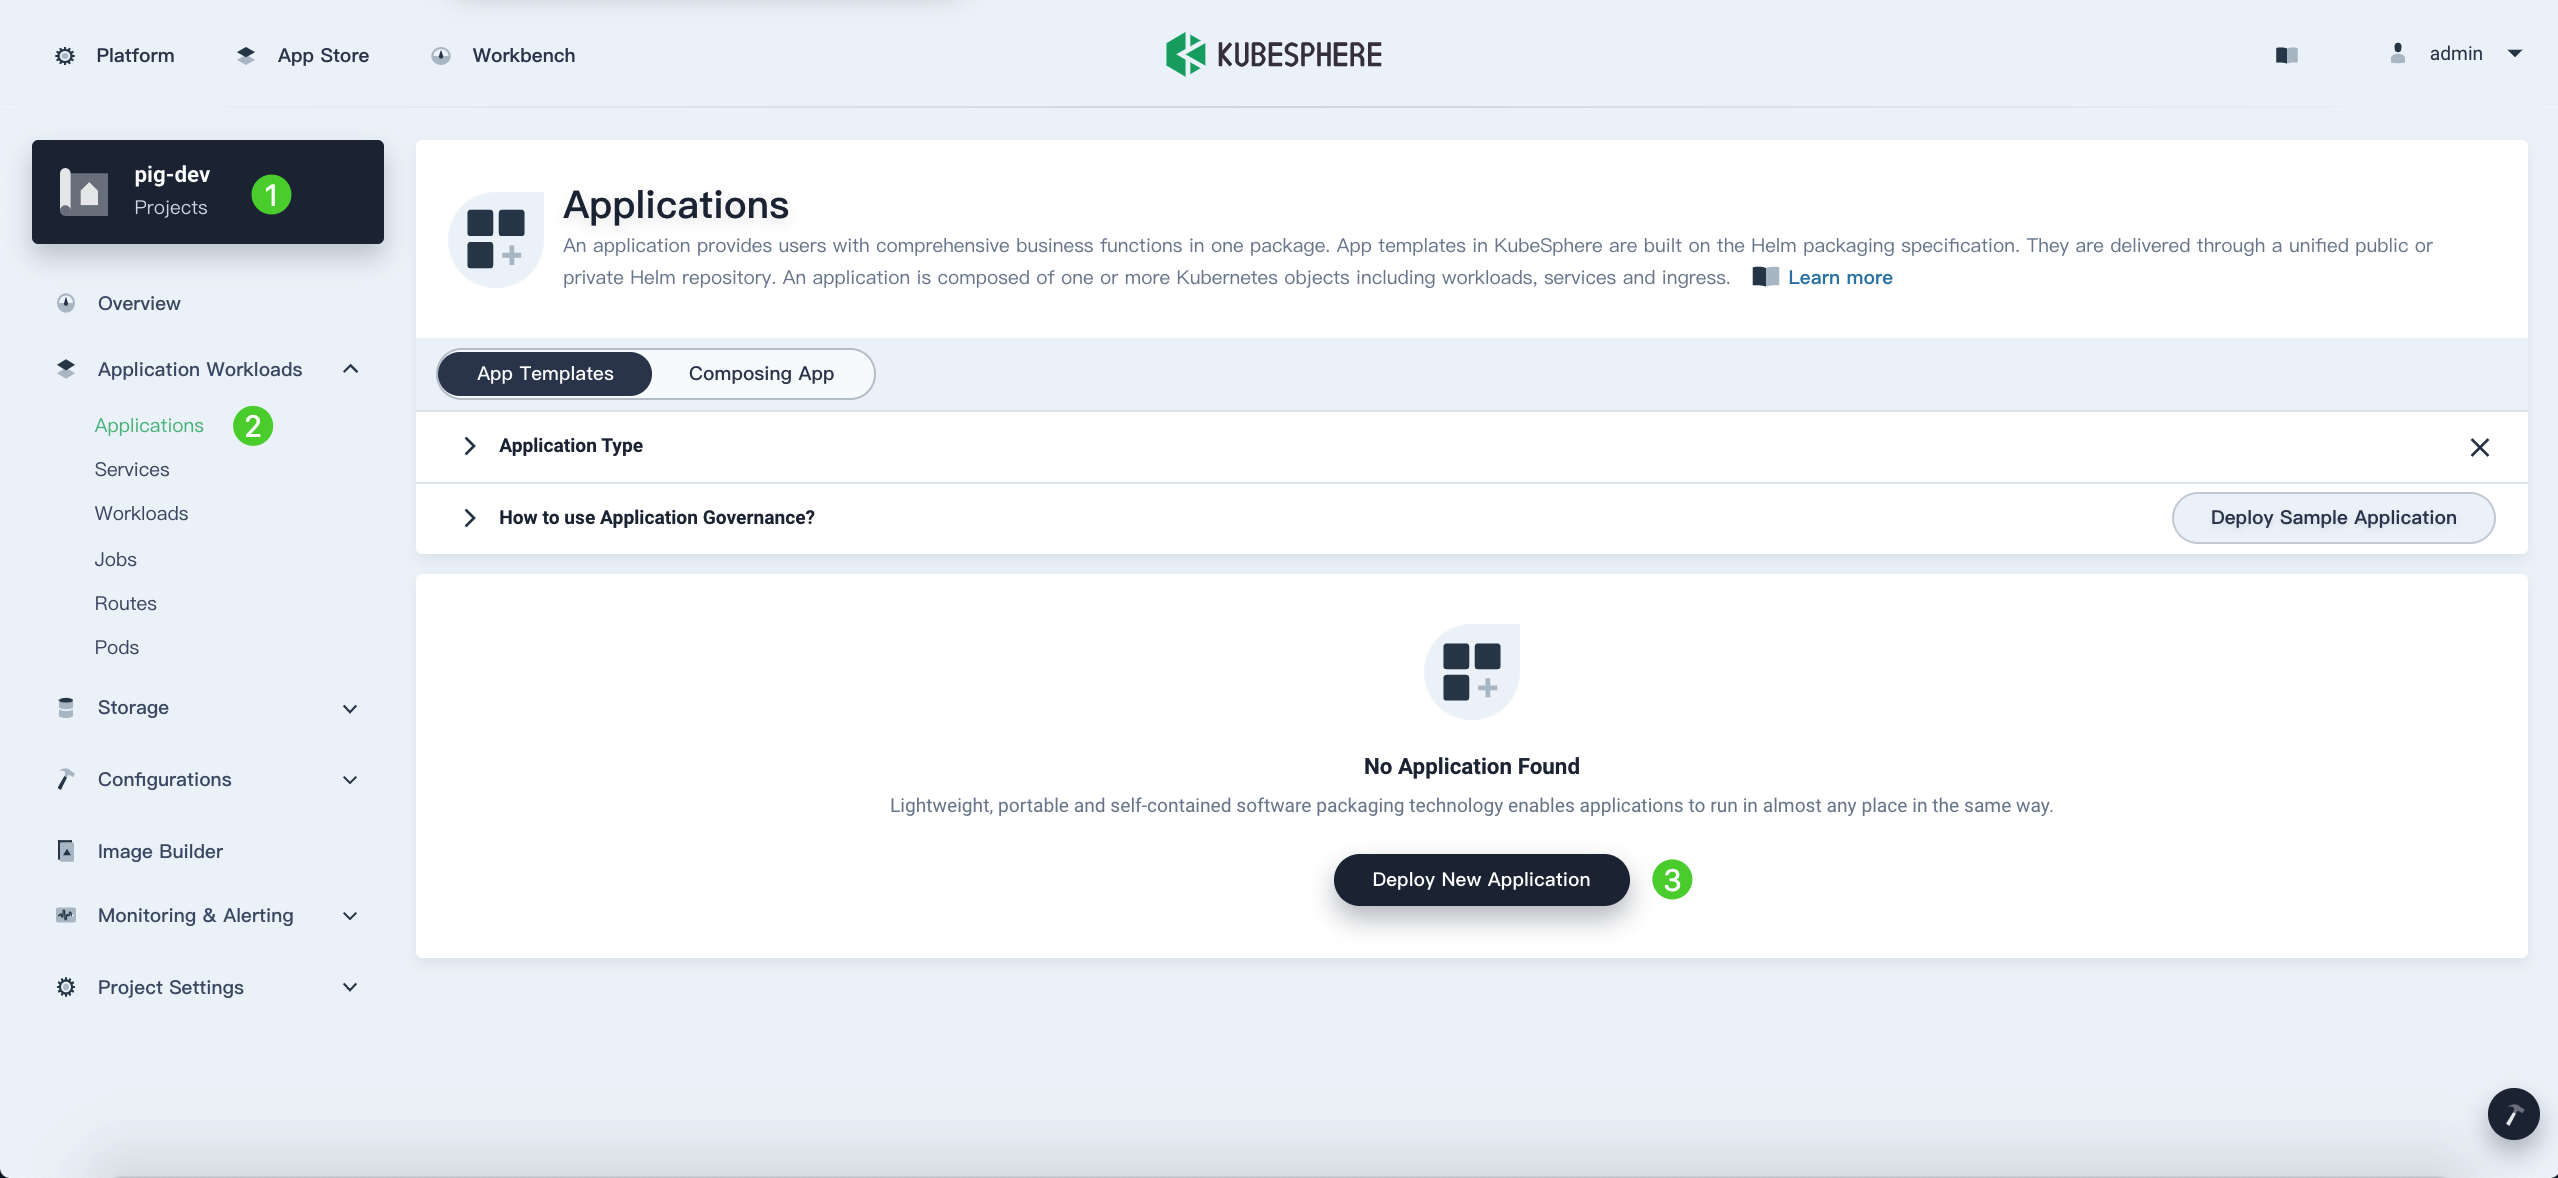 Platform
App Store
Workbench
KUBESPHERE
admin
pig-dev
Projects
1
Overview
Application Workloads
Applications
2
Services
Workloads
Jobs
Routes
Pods
Storage
Configurations
Image Builder
Monitoring & Alerting
Project Settings
Applications
An application provides users with comprehensive business functions in one package. App templates in KubeSphere are built on the Helm packaging specification. They are delivered through a unified public or
private Helm repository. An application is composed of one or more Kubernetes objects including workloads, services and ingress. Learn more
App Templates
Composing App
Application Type
How to use Application Governance?
Deploy Sample Application
No Application Found
Lightweight, portable and self-contained software packaging technology enables applications to run in almost any place in the same way.
Deploy New Application
3